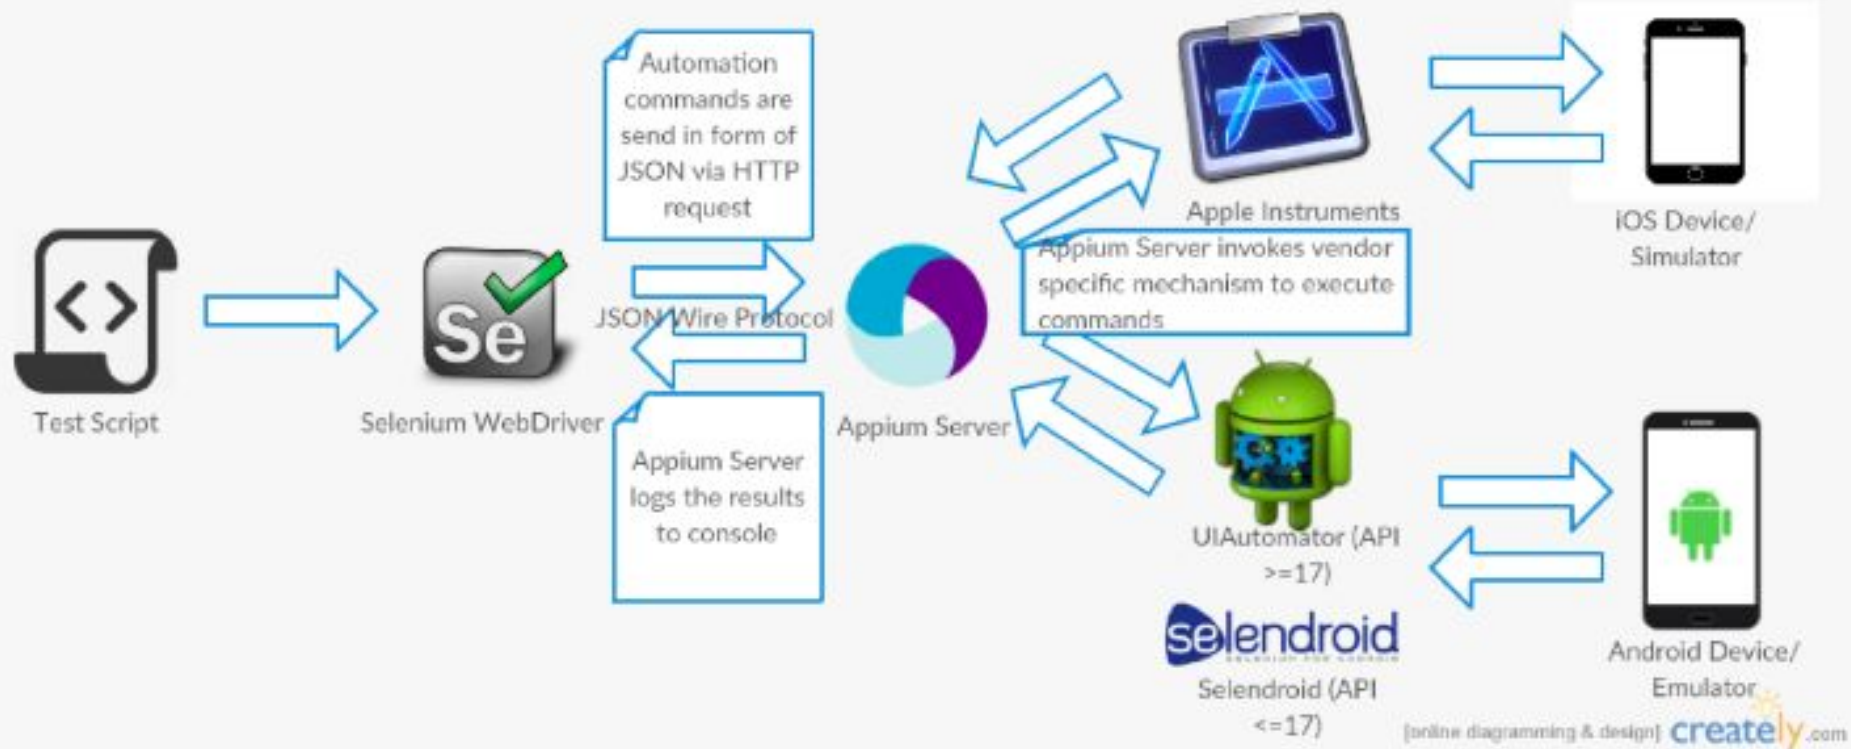 Automation
commands are
send in form of
JSON via HTTP
request
Test Script
Se
Selenium WebDriver
JSON Wire Protocol
Appium Server
logs the results
to console
Appium Server
Apple Instruments
Appium Server invokes vendor
specific mechanism to execute
commands
iOS Device/
Simulator
UIAutomator (API
>=17)
selendroid
Selendroid (API
<=17)
Android Device/
Emulator
[online diagramming & design] creately.com